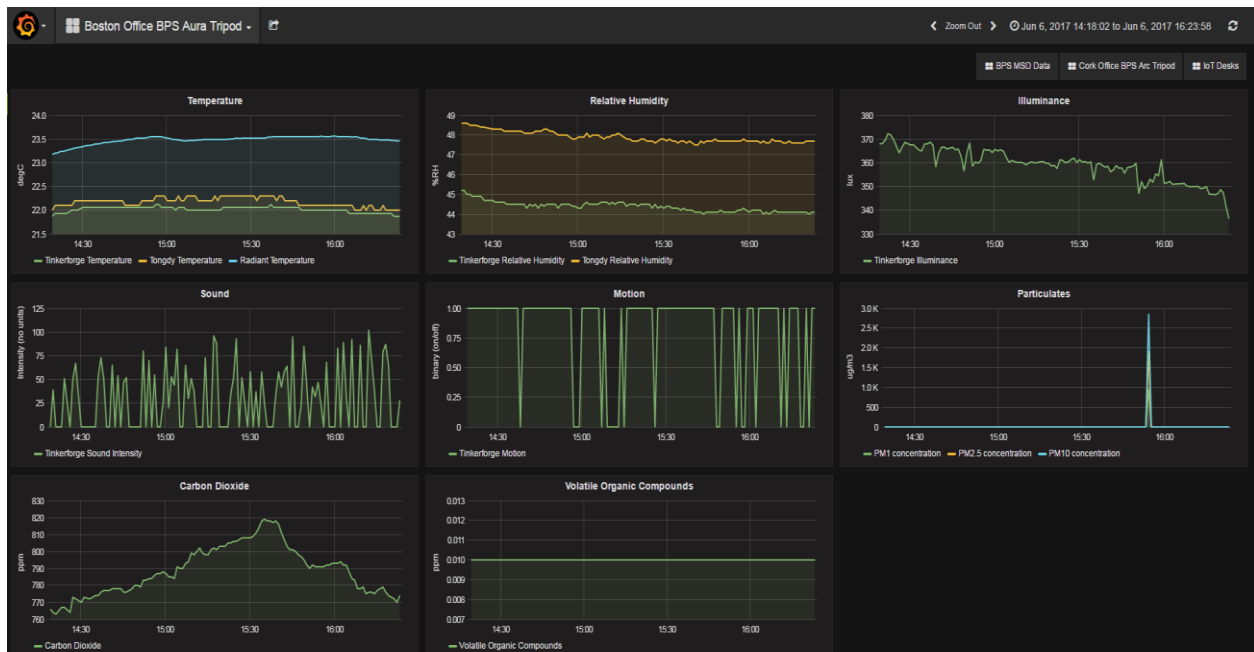 Boston Office BPS Aura Tripod
Zoom Out
Jun 6, 2017 14:18:02 to Jun 6, 2017 16:23:58
BPS MSD Data
Cork Office BPS Arc Tripod
IoT Desks
Temperature
24.0
23.5
23.0
22.5
22.0
21.5
degC
14:30 15:00 15:30 16:00
Tinkerforge Temperature Tongdy Temperature Radiant Temperature
Relative Humidity
49
48
47
46
45
44
43
%RH
14:30 15:00 15:30 16:00
Tinkerforge Relative Humidity Tongdy Relative Humidity
Illuminance
380
370
360
350
340
330
lux
14:30 15:00 15:30 16:00
Tinkerforge Illuminance
Sound
125
100
75
50
25
0
Intensity (no units)
14:30 15:00 15:30 16:00
Tinkerforge Sound Intensity
Motion
1.00
0.75
0.50
0.25
0
binary (on/off)
14:30 15:00 15:30 16:00
Tinkerforge Motion
Particulates
3.0 K
2.5 K
2.0 K
1.5 K
1.0 K
500
0
ug/m3
14:30 15:00 15:30 16:00
PM1 concentration PM2.5 concentration PM10 concentration
Carbon Dioxide
830
820
810
800
790
780
770
760
ppm
14:30 15:00 15:30 16:00
Carbon Dioxide
Volatile Organic Compounds
0.013
0.012
0.011
0.010
0.009
0.008
0.007
ppm
14:30 15:00 15:30 16:00
Volatile Organic Compounds